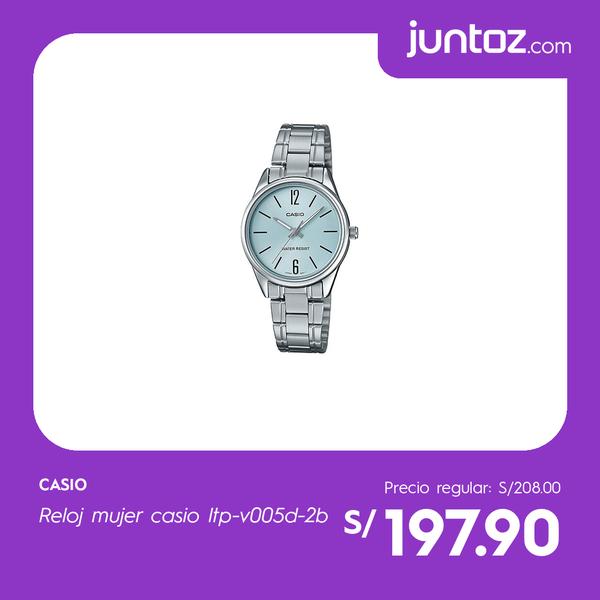 juntoz.com
12
CASIO
WATER RESIST
6
CASIO
Precio regular: S/208.00
Reloj mujer casio ltp-v005d-2b
S/197.90